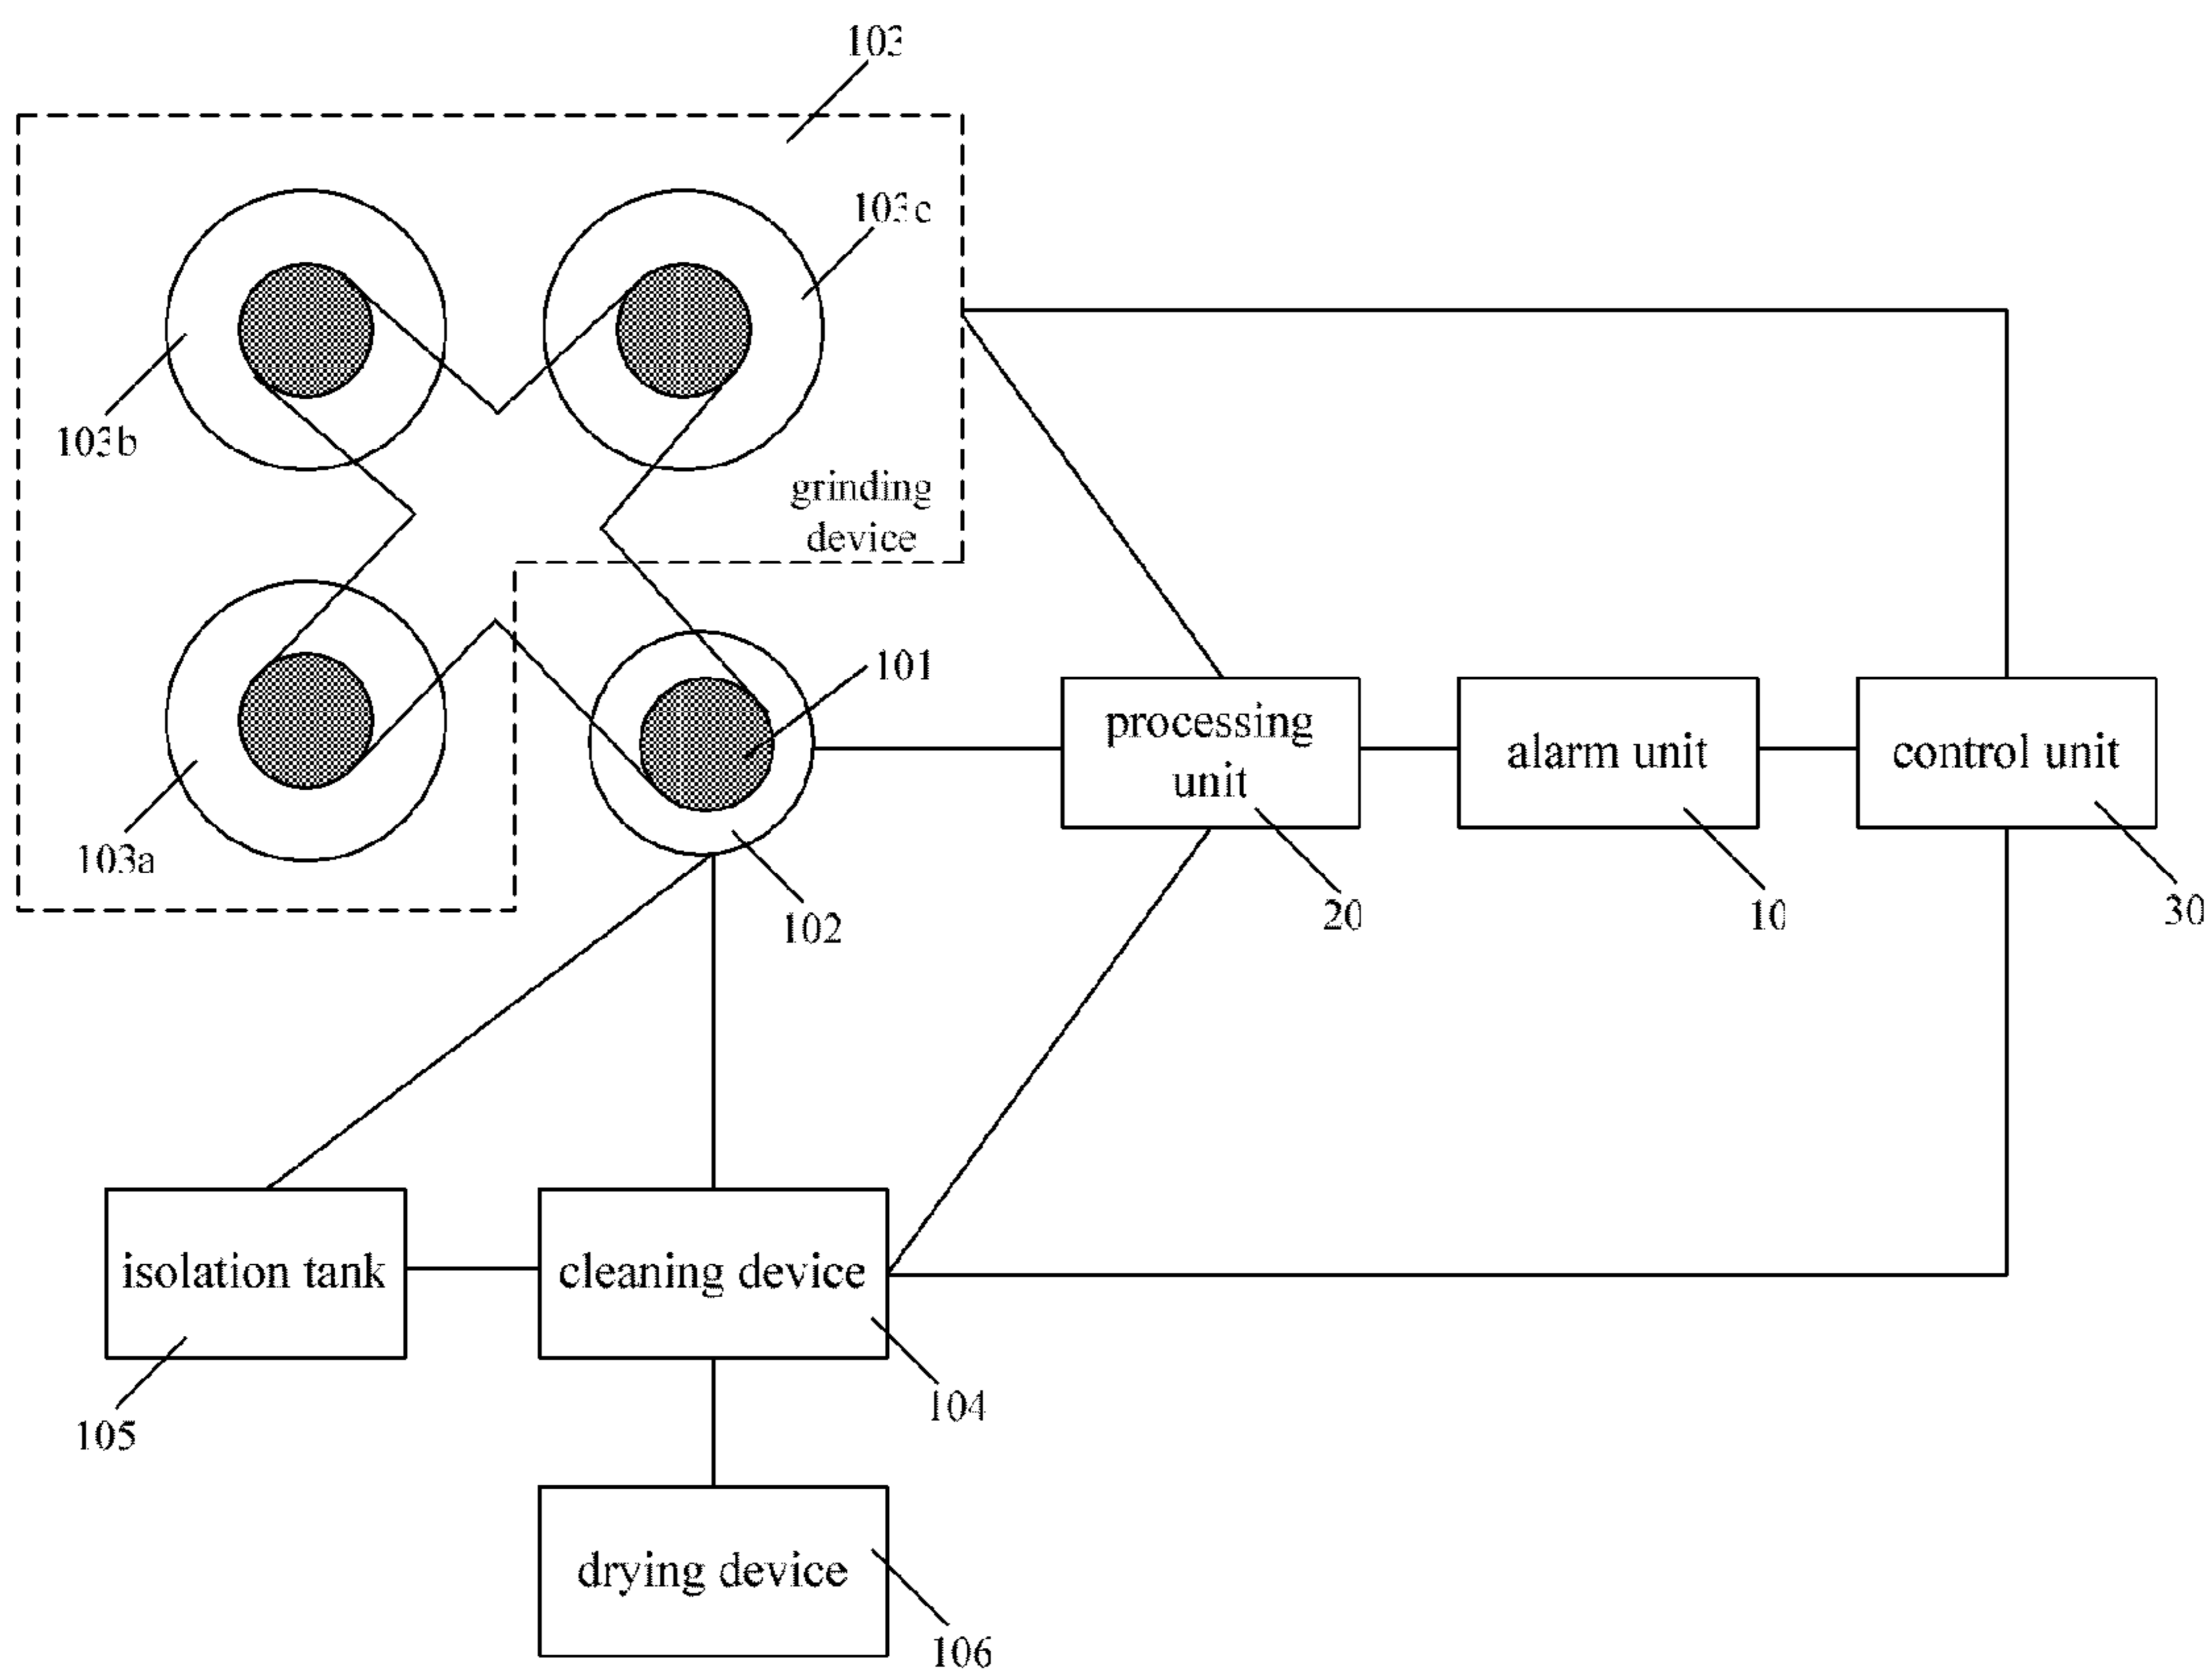 103
103c
103b
grinding
device
101
processing
unit
alarm unit
control unit
103a
102
20
10
30
isolation tank
cleaning device
104
105
drying device
106